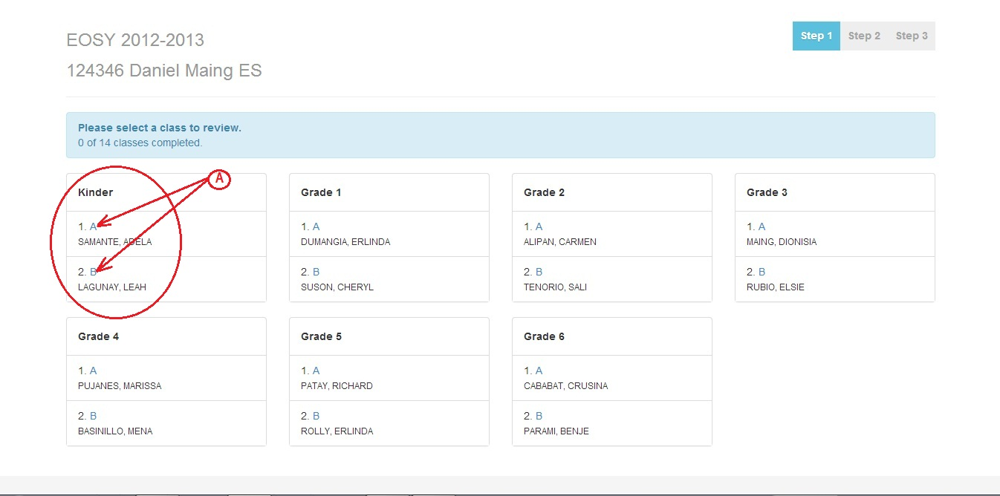 EOSY 2012-2013
124346 Daniel Maing ES
Step 1 Step 2 Step 3
Please select a class to review.
0 of 14 classes completed.
A
Kinder
1. A
SAMANTE, ADELA
2. B
LAGUNAY, LEAH
Grade 1
1. A
DUMANGIA, ERLINDA
2. B
SUSON, CHERYL
Grade 2
1. A
ALIPAN, CARMEN
2. B
TENORIO, SALI
Grade 3
1. A
MAING, DIONISIA
2. B
RUBIO, ELSIE
Grade 4
1. A
PUJANES, MARISSA
2. B
BASINILLO, MENA
Grade 5
1. A
PATAY, RICHARD
2. B
ROLLY, ERLINDA
Grade 6
1. A
CABABAT, CRUSINA
2. B
PARAMI, BENJE